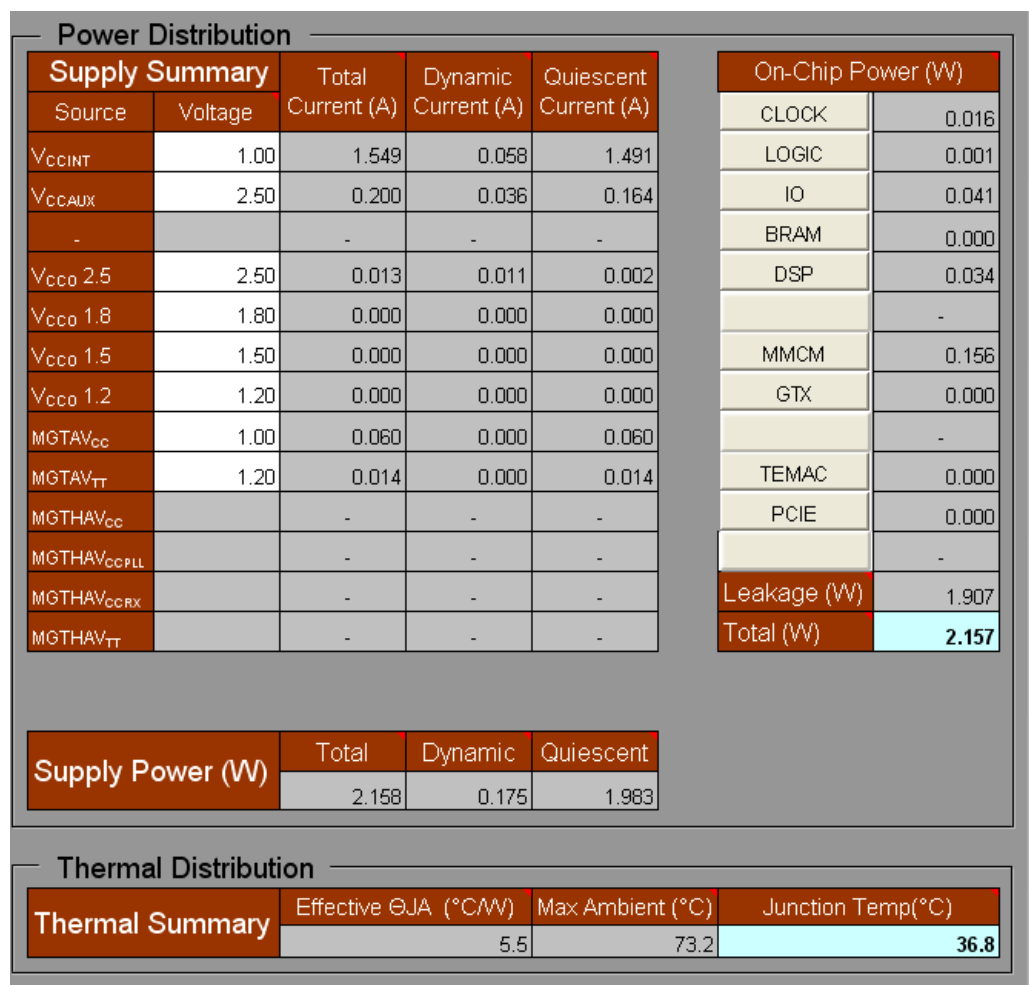 Power Distribution
Supply Summary Total Dynamic Quiescent On-Chip Power (W)
Source Voltage Current (A) Current (A) Current (A) CLOCK 0.016
VCCINT 1.00 1.549 0.058 1.491 LOGIC 0.001
VCCAUX 2.50 0.200 0.036 0.164 IO 0.041
- - - - BRAM 0.000
VCCO 2.5 2.50 0.013 0.011 0.002 DSP 0.034
VCCO 1.8 1.80 0.000 0.000 0.000 -
VCCO 1.5 1.50 0.000 0.000 0.000 MMCM 0.156
VCCO 1.2 1.20 0.000 0.000 0.000 GTX 0.000
MGTAVCC 1.00 0.060 0.000 0.060 -
MGTAVTT 1.20 0.014 0.000 0.014 TEMAC 0.000
MGTHAVCC - - - PCIE 0.000
MGTHAVCCPLL - - - -
MGTHAVCCRX - - - Leakage (W) 1.907
MGTHAVTT - - - Total (W) 2.157
Supply Power (W) Total Dynamic Quiescent
2.158 0.175 1.983
Thermal Distribution
Thermal Summary Effective ΘJA (°C/W) Max Ambient (°C) Junction Temp(°C)
5.5 73.2 36.8